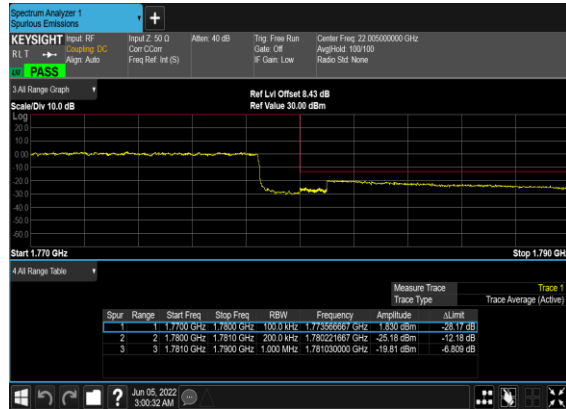 Spectrum Analyzer 1
Spurious Emissions
+
KEYSIGHT Input: RF Input Z: 50 Ω Atten: 40 dB Trig: Free Run Center Freq: 22.005000000 GHz
RLT Coupling: DC Corr CCorr Gate: Off Avg|Hold: 100/100
Align: Auto Freq Ref: Int (S) IF Gain: Low Radio Std: None
PASS
3 All Range Graph
Ref Lvl Offset 8.43 dB
Scale/Div 10.0 dB Ref Value 30.00 dBm
Log
20.0
10.0
0.00
-10.0
-20.0
-30.0
-40.0
-50.0
-60.0
Start 1.770 GHz Stop 1.790 GH
4 All Range Table
Measure Trace Trace 1
Trace Type Trace Average (Active)
Spur Range Start Freq Stop Freq RBW Frequency Amplitude ΔLimit
1 1 1.7700 GHz 1.7800 GHz 100.0 kHz 1.773566667 GHz 1.830 dBm -28.17 dB
2 2 1.7800 GHz 1.7810 GHz 200.0 kHz 1.780221667 GHz -25.18 dBm -12.18 dB
3 3 1.7810 GHz 1.7900 GHz 1.000 MHz 1.781030000 GHz -19.81 dBm -6.809 dB
? Jun 05, 2022
3:00:32 AM